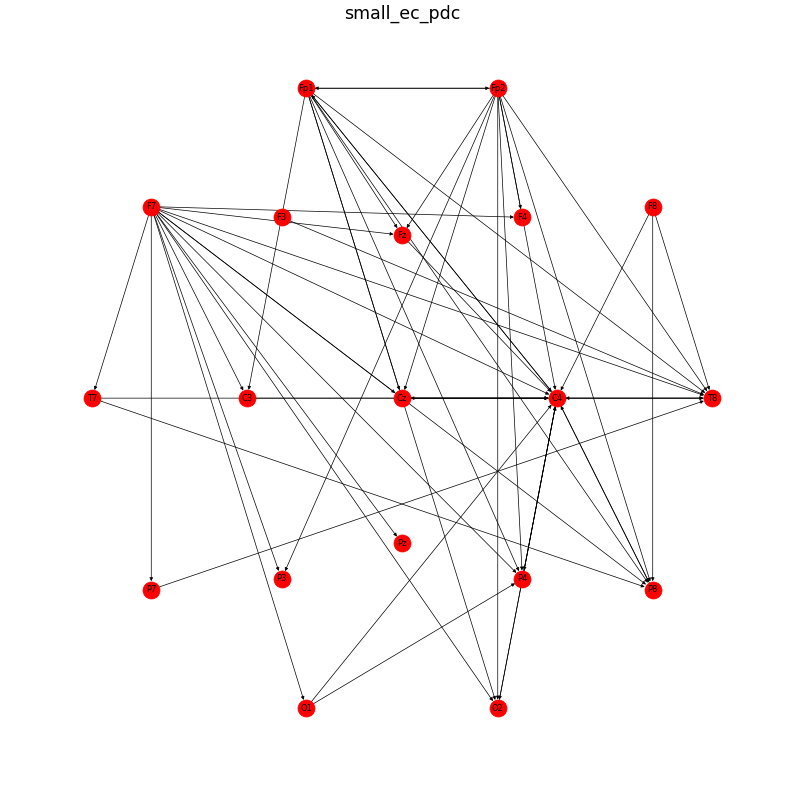 small_ec_pdc
Fp1 Fp2
F7 F8
F3 F4
Fz
T7 C3 Cz C4 T8
Pz
P3 P4
P7 P8
O1 O2